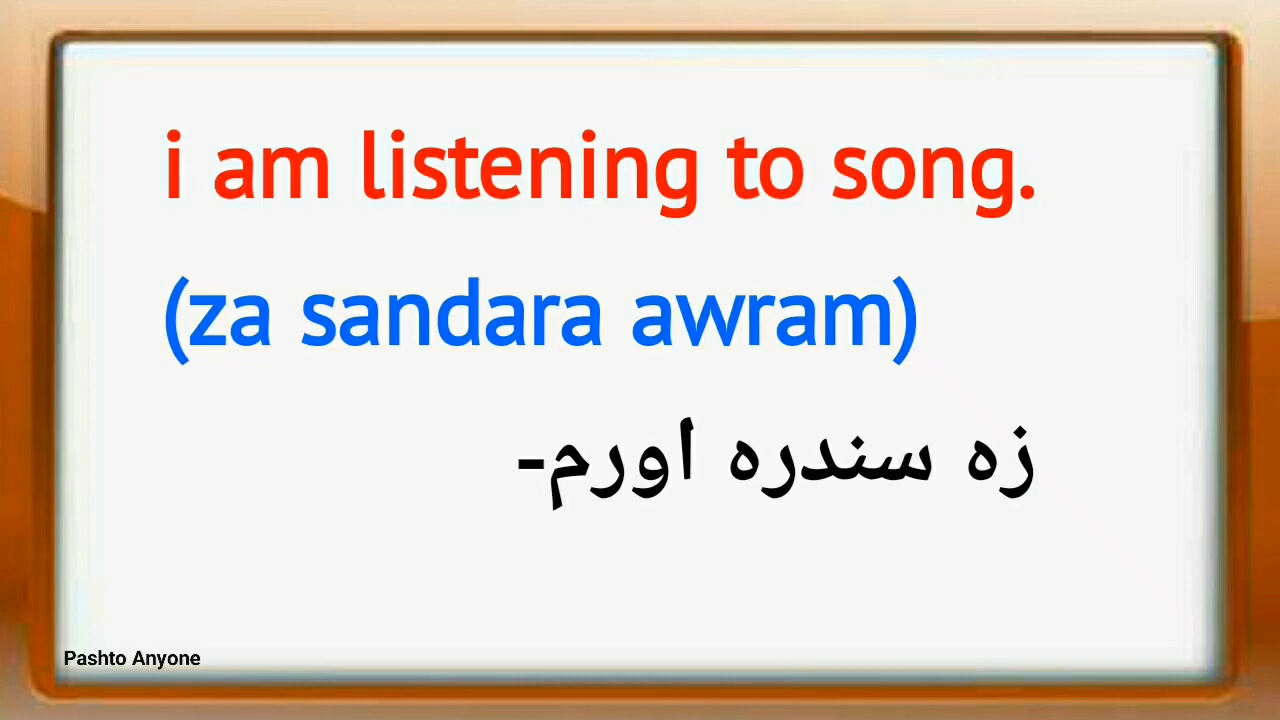 i am listening to song.
(za sandara awram)
زه سندره اورم-
Pashto Anyone